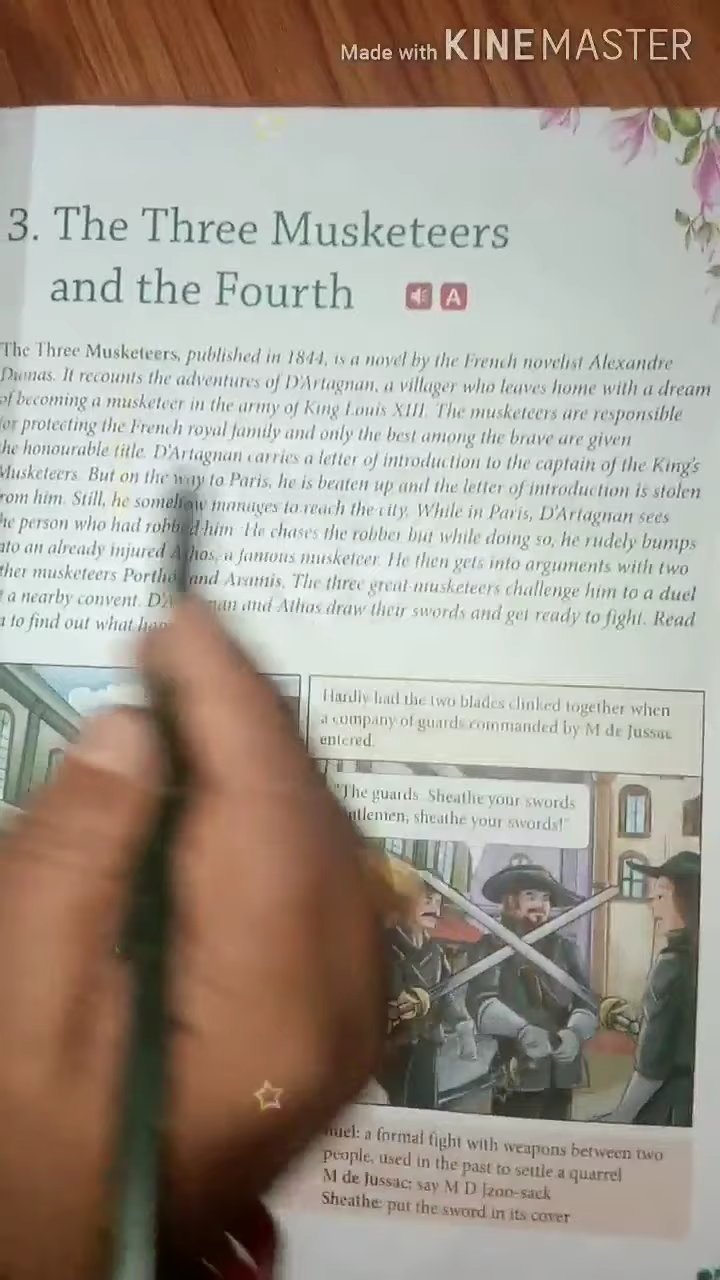 Made with KINEMASTER
3. The Three Musketeers
and the Fourth
A
The Three Musketeers, published in 1844, is a novel by the French novelist Alexandre
Dumas. It recounts the adventures of D'Artagnan, a villager who leaves home with a dream
of becoming a musketeer in the army of King Louis XIII. The musketeers are responsible
for protecting the French royal family and only the best among the brave are given
the honourable title. D'Artagnan carries a letter of introduction to the captain of the King's
Musketeers. But on the way to Paris, he is beaten up and the letter of introduction is stolen
from him. Still, he somehow manages to reach the city. While in Paris, D'Artagnan sees
he person who had robbed him. He chases the robber but while doing so, he rudely bumps
nto an already injured Athos, a famous musketeer. He then gets into arguments with two
ther musketeers Porthos and Aramis. The three great musketeers challenge him to a duel
a nearby convent. and Athos draw their swords and get ready to fight. Read
to find out what
Hardly had the two blades clinked together when
a company of guards commanded by M de Jussac
entered.
"The guards. Sheathe your swords
sheathe your swords!"
a formal fight with weapons between two
people, used in the past to settle a quarrel
M de Jussac: say M D Jzoo-sack
Sheathe: put the sword in its cover